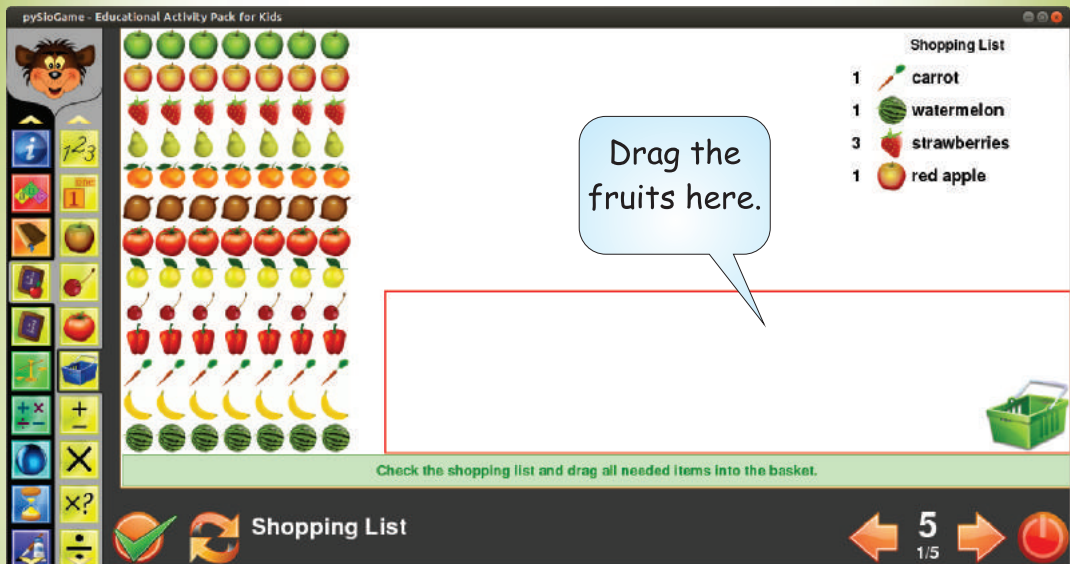 pySioGame - Educational Activity Pack for Kids
Shopping List
1 carrot
1 watermelon
3 strawberries
1 red apple
Drag the
fruits here.
i
123
one
1
+ ×
÷ −
+
−
×
×?
÷
Check the shopping list and drag all needed items into the basket.
Shopping List
5
1/5